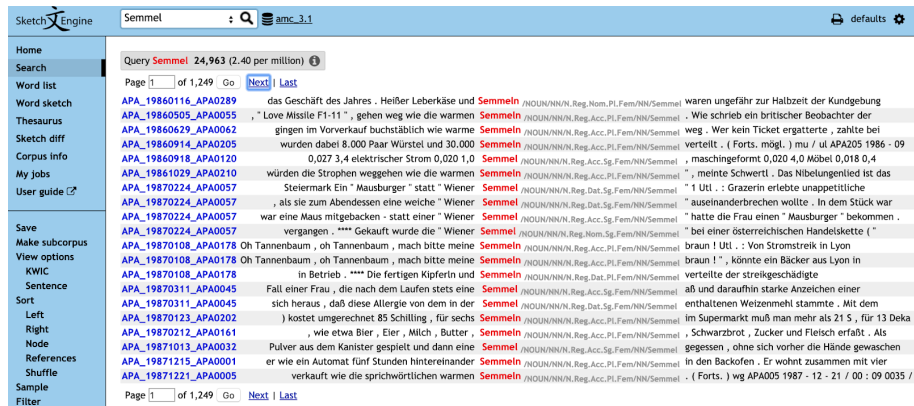 Sketch Engine
Semmel
amc_3.1
defaults
Home
Search
Word list
Word sketch
Thesaurus
Sketch diff
Corpus info
My jobs
User guide
Save
Make subcorpus
View options
KWIC
Sentence
Sort
Left
Right
Node
References
Shuffle
Sample
Filter
Query Semmel 24,963 (2.40 per million)
Page 1 of 1,249 Go Next | Last
APA_19860116_APA0289 das Geschäft des Jahres . Heißer Leberkäse und Semmeln /NOUN/NN/N.Reg.Nom.Pl.Fem/NN/Semmel waren ungefähr zur Halbzeit der Kundgebung
APA_19860505_APA0055 , " Love Missile F1-11 " , gehen weg wie die warmen Semmeln /NOUN/NN/N.Reg.Acc.Pl.Fem/NN/Semmel . Wie schrieb ein britischer Beobachter der
APA_19860629_APA0062 gingen im Vorverkauf buchstäblich wie warme Semmeln /NOUN/NN/N.Reg.Nom.Pl.Fem/NN/Semmel weg . Wer kein Ticket ergatterte , zahlte bei
APA_19860914_APA0205 wurden dabei 8.000 Paar Würstel und 30.000 Semmeln /NOUN/NN/N.Reg.Acc.Pl.Fem/NN/Semmel verteilt . ( Forts. mögl. ) mu / ul APA205 1986 - 09
APA_19860918_APA0120 0,027 3,4 elektrischer Strom 0,020 1,0 Semmel /NOUN/NN/N.Reg.Acc.Sg.Fem/NN/Semmel , maschingeformt 0,020 4,0 Möbel 0,018 0,4
APA_19861029_APA0210 würden die Strophen weggehen wie die warmen Semmeln /NOUN/NN/N.Reg.Acc.Pl.Fem/NN/Semmel " , meinte Schwertl . Das Nibelungenlied ist das
APA_19870224_APA0057 Steiermark Ein " Mausburger " statt " Wiener Semmel /NOUN/NN/N.Reg.Dat.Sg.Fem/NN/Semmel " 1 Utl . : Grazerin erlebte unappetitliche
APA_19870224_APA0057 , als sie zum Abendessen eine weiche " Wiener Semmel /NOUN/NN/N.Reg.Acc.Sg.Fem/NN/Semmel " auseinanderbrechen wollte . In dem Stück war
APA_19870224_APA0057 war eine Maus mitgebacken - statt einer " Wiener Semmel /NOUN/NN/N.Reg.Acc.Sg.Fem/NN/Semmel " hatte die Frau einen " Mausburger " bekommen .
APA_19870224_APA0057 vergangen . **** Gekauft wurde die " Wiener Semmel /NOUN/NN/N.Reg.Nom.Sg.Fem/NN/Semmel " bei einer österreichischen Handelskette ( "
APA_19870108_APA0178 Oh Tannenbaum , oh Tannenbaum , mach bitte meine Semmeln /NOUN/NN/N.Reg.Acc.Pl.Fem/NN/Semmel braun ! Utl . : Von Stromstreik in Lyon
APA_19870108_APA0178 Oh Tannenbaum , oh Tannenbaum , mach bitte meine Semmeln /NOUN/NN/N.Reg.Acc.Pl.Fem/NN/Semmel braun ! " , könnte ein Bäcker aus Lyon in
APA_19870108_APA0178 in Betrieb . **** Die fertigen Kipferln und Semmeln /NOUN/NN/N.Reg.Dat.Pl.Fem/NN/Semmel verteilte der streikgeschädigte
APA_19870311_APA0045 Fall einer Frau , die nach dem Laufen stets eine Semmel /NOUN/NN/N.Reg.Acc.Sg.Fem/NN/Semmel aß und daraufhin starke Anzeichen einer
APA_19870311_APA0045 sich heraus , daß diese Allergie von dem in der Semmel /NOUN/NN/N.Reg.Dat.Sg.Fem/NN/Semmel enthaltenen Weizenmehl stammte . Mit dem
APA_19870123_APA0202 ) kostet umgerechnet 85 Schilling , für sechs Semmeln /NOUN/NN/N.Reg.Acc.Pl.Fem/NN/Semmel im Supermarkt muß man mehr als 21 S , für 13 Deka
APA_19870212_APA0161 , wie etwa Bier , Eier , Milch , Butter , Semmeln /NOUN/NN/N.Reg.Acc.Pl.Fem/NN/Semmel , Schwarzbrot , Zucker und Fleisch erfaßt . Als
APA_19871013_APA0032 Pulver aus dem Kanister gespielt und dann eine Semmel /NOUN/NN/N.Reg.Acc.Sg.Fem/NN/Semmel gegessen , ohne sich vorher die Hände gewaschen
APA_19871215_APA0001 er wie ein Automat fünf Stunden hintereinander Semmeln /NOUN/NN/N.Reg.Acc.Pl.Fem/NN/Semmel in den Backofen . Er wohnt zusammen mit vier
APA_19871221_APA0005 verkauft wie die sprichwörtlichen warmen Semmeln /NOUN/NN/N.Reg.Acc.Pl.Fem/NN/Semmel . ( Forts. ) wg APA005 1987 - 12 - 21 / 00 : 09 0035 /
Page 1 of 1,249 Go Next | Last